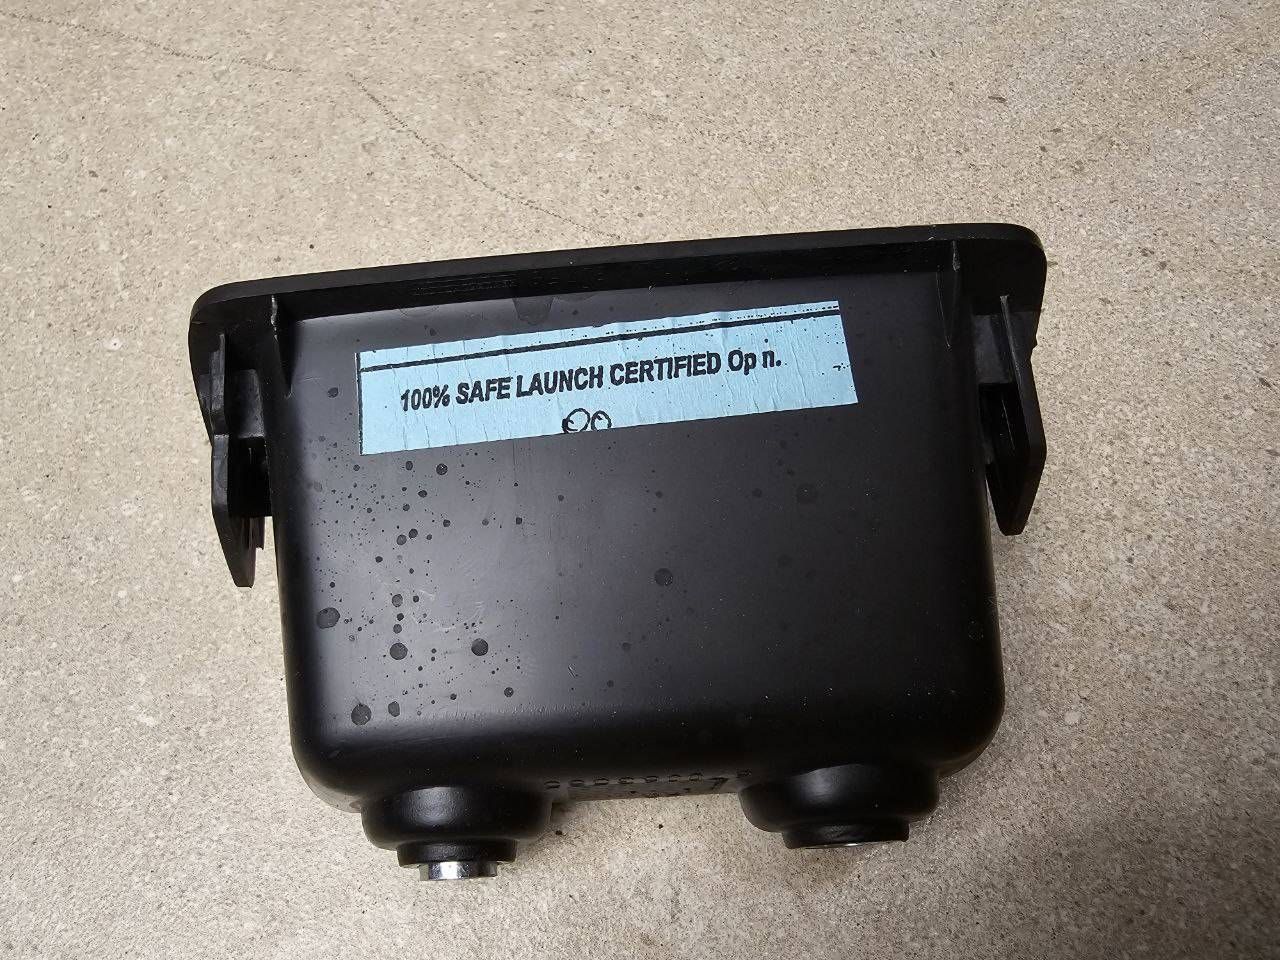 100% SAFE LAUNCH CERTIFIED Op n.